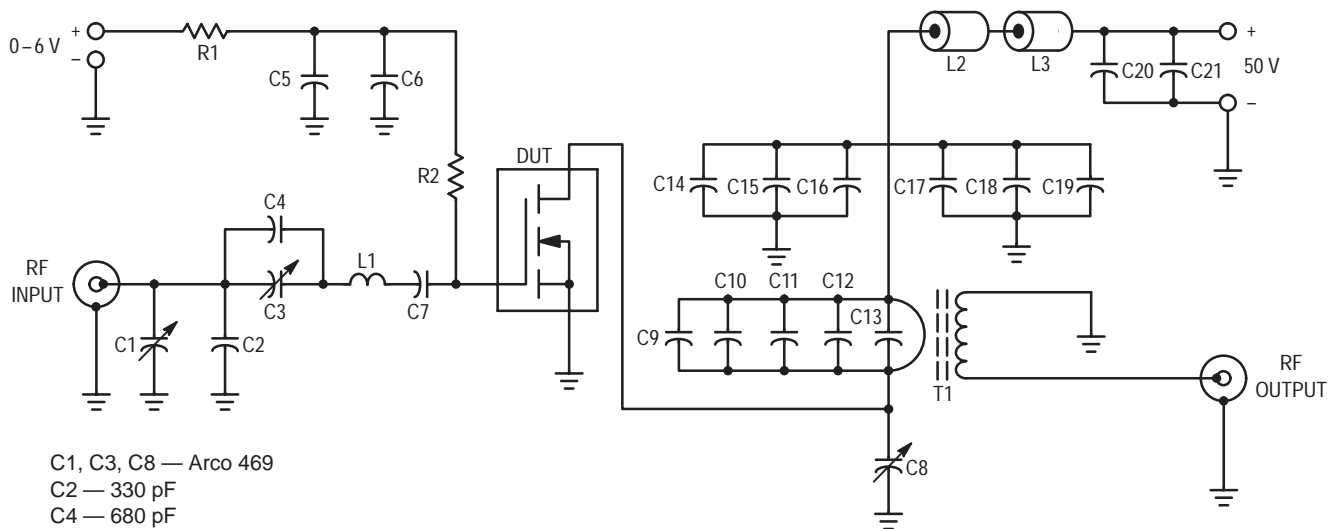 +
0–6 V
–
R1
C5
C6
R2
DUT
C4
RF
INPUT
L1
C3
C7
C1
C2
L2
L3
+
C20
C21
50 V
–
C14
C15
C16
C17
C18
C19
C10
C11
C12
C9
C13
T1
RF
OUTPUT
C8
C1, C3, C8 — Arco 469
C2 — 330 pF
C4 — 680 pF